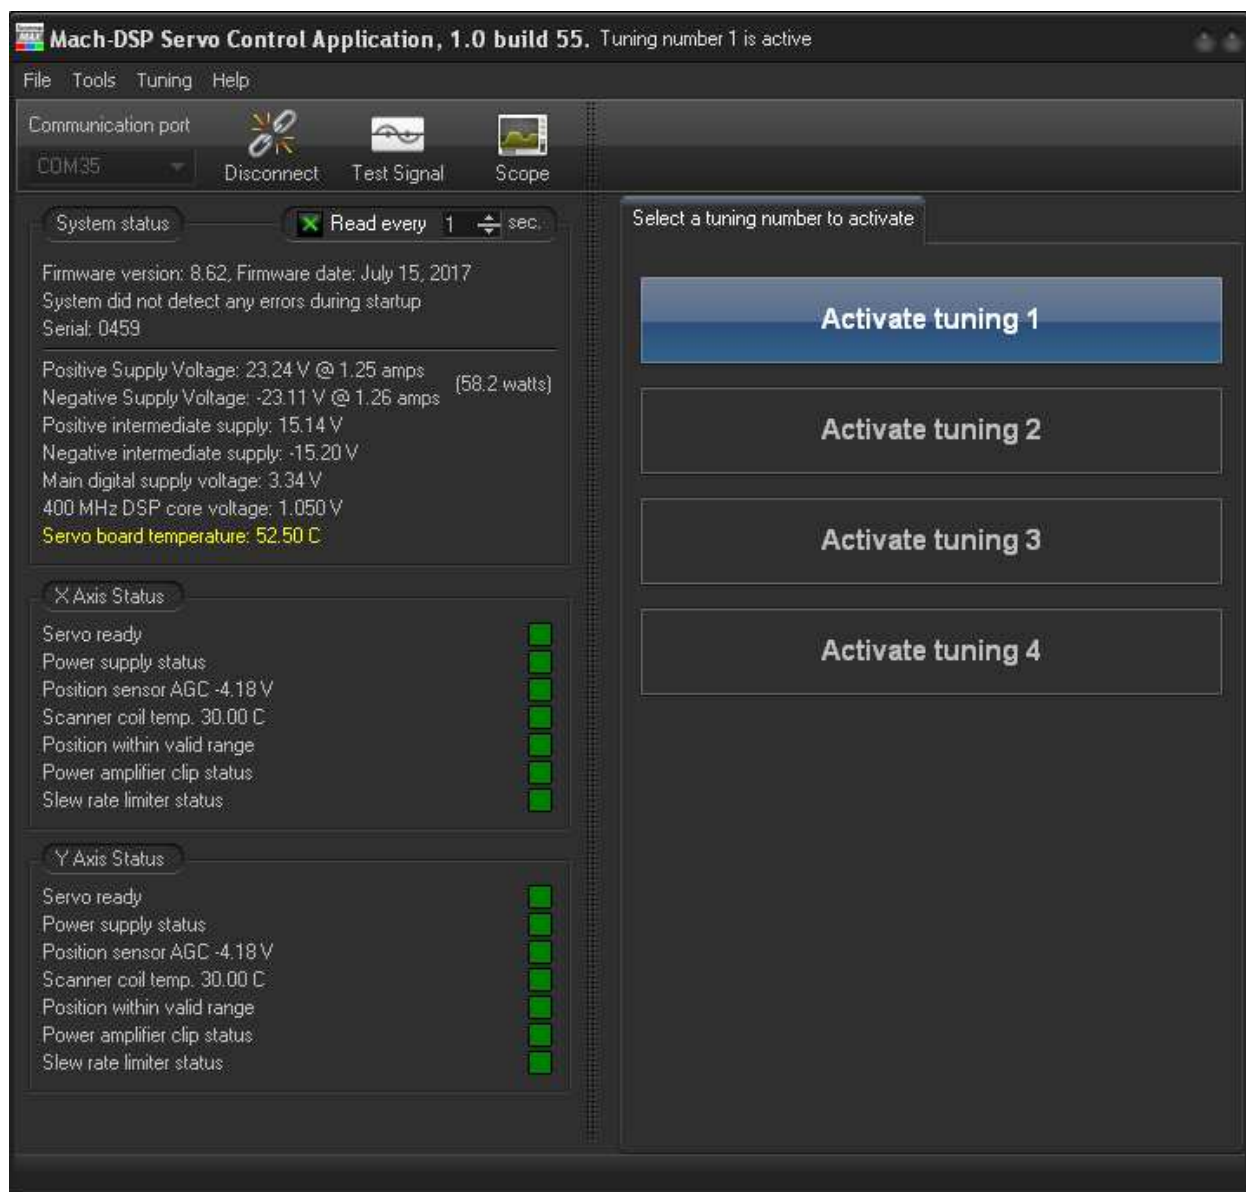 Mach-DSP Servo Control Application, 1.0 build 55. Tuning number 1 is active
File Tools Tuning Help
Communication port
COM35
Disconnect
Test Signal
Scope
System status
Read every 1 sec.
Firmware version: 8.62, Firmware date: July 15, 2017
System did not detect any errors during startup
Serial: 0459
Positive Supply Voltage: 23.24 V @ 1.25 amps
(58.2 watts)
Negative Supply Voltage: -23.11 V @ 1.26 amps
Positive intermediate supply: 15.14 V
Negative intermediate supply: -15.20 V
Main digital supply voltage: 3.34 V
400 MHz DSP core voltage: 1.050 V
Servo board temperature: 52.50 C
X Axis Status
Servo ready
Power supply status
Position sensor AGC -4.18 V
Scanner coil temp. 30.00 C
Position within valid range
Power amplifier clip status
Slew rate limiter status
Y Axis Status
Servo ready
Power supply status
Position sensor AGC -4.18 V
Scanner coil temp. 30.00 C
Position within valid range
Power amplifier clip status
Slew rate limiter status
Select a tuning number to activate
Activate tuning 1
Activate tuning 2
Activate tuning 3
Activate tuning 4